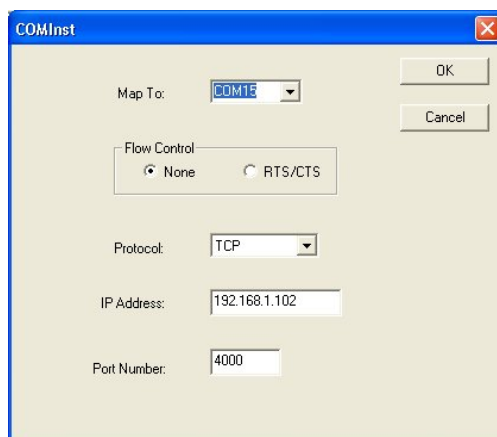 COMInst
OK
Map To: COM15
Cancel
Flow Control
None RTS/CTS
Protocol: TCP
IP Address: 192.168.1.102
Port Number: 4000